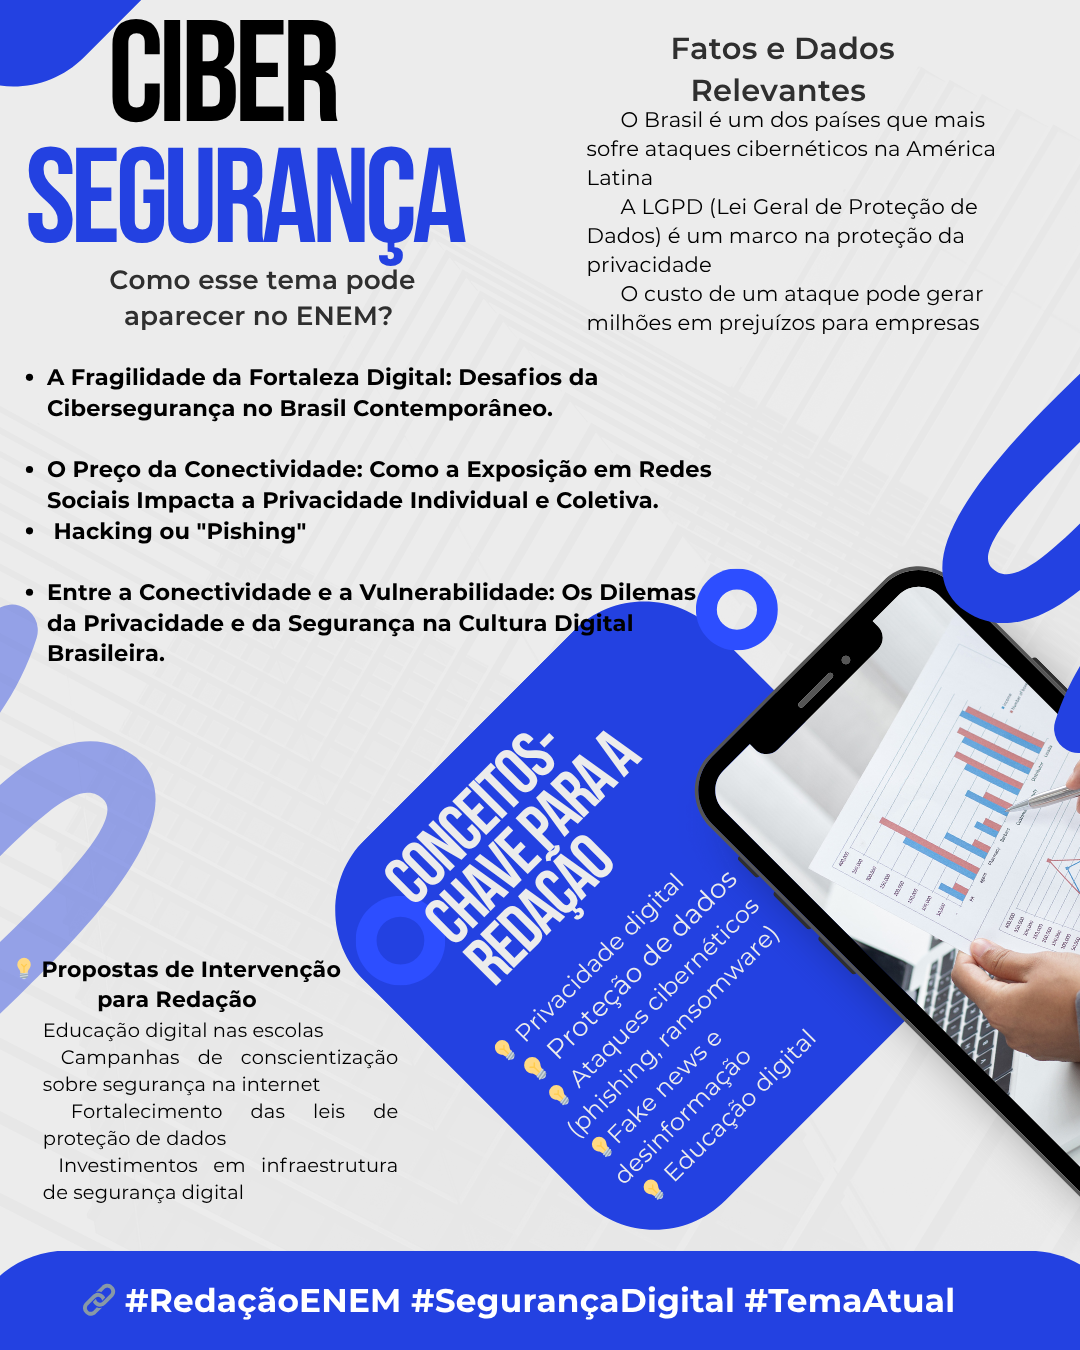 CIBER
SEGURANÇA
Como esse tema pode
aparecer no ENEM?
Fatos e Dados
Relevantes
O Brasil é um dos países que mais
sofre ataques cibernéticos na América
Latina
A LGPD (Lei Geral de Proteção de
Dados) é um marco na proteção da
privacidade
O custo de um ataque pode gerar
milhões em prejuízos para empresas
• A Fragilidade da Fortaleza Digital: Desafios da
Cibersegurança no Brasil Contemporâneo.
• O Preço da Conectividade: Como a Exposição em Redes
Sociais Impacta a Privacidade Individual e Coletiva.
• Hacking ou "Pishing"
• Entre a Conectividade e a Vulnerabilidade: Os Dilemas
da Privacidade e da Segurança na Cultura Digital
Brasileira.
CONCEITOS-
CHAVE PARA A
REDAÇÃO
💡 Privacidade digital
💡 Proteção de dados
💡 Ataques cibernéticos
(phishing, ransomware)
💡Fake news e
desinformação
💡 Educação digital
💡 Propostas de Intervenção
para Redação
Educação digital nas escolas
Campanhas de conscientização
sobre segurança na internet
Fortalecimento das leis de
proteção de dados
Investimentos em infraestrutura
de segurança digital
🔗 #RedaçãoENEM #SegurançaDigital #TemaAtual